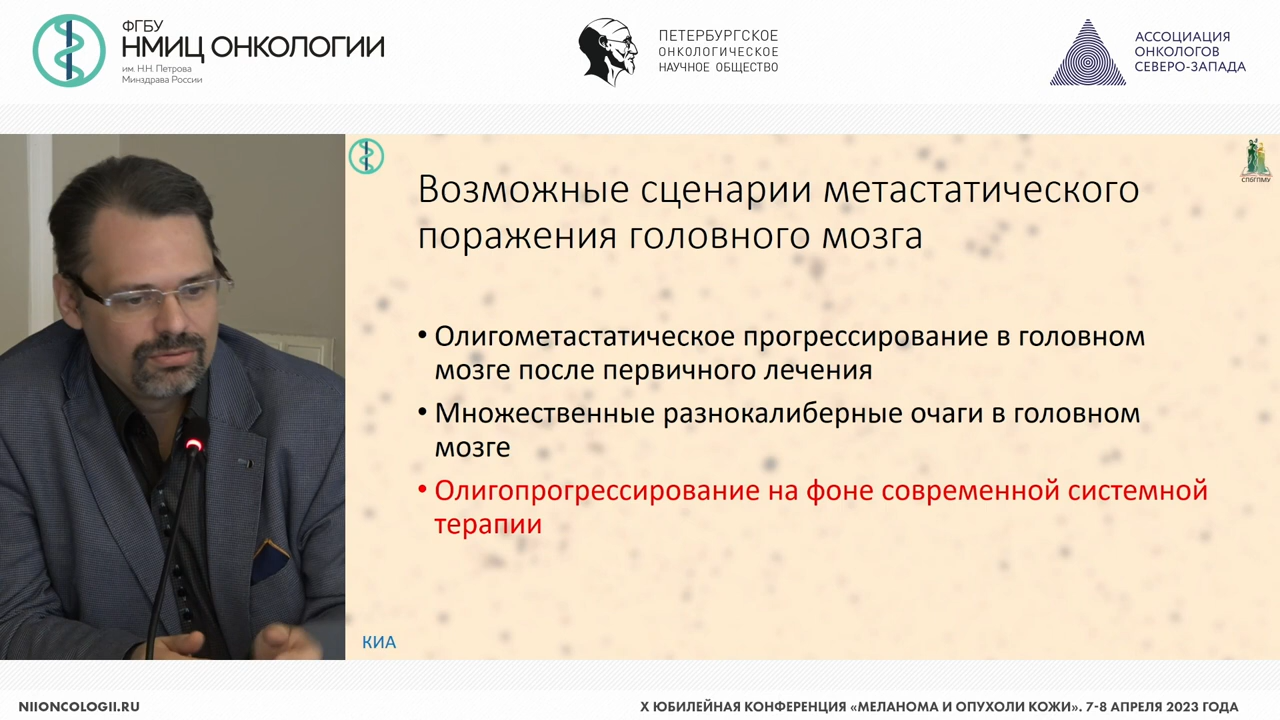 ФГБУ
НМИЦ ОНКОЛОГИИ
им. Н.Н. Петрова
Минздрава России
ПЕТЕРБУРГСКОЕ
ОНКОЛОГИЧЕСКОЕ
НАУЧНОЕ ОБЩЕСТВО
АССОЦИАЦИЯ
ОНКОЛОГОВ
СЕВЕРО-ЗАПАДА
СПбГПМУ
Возможные сценарии метастатического
поражения головного мозга
• Олигометастатическое прогрессирование в головном
мозге после первичного лечения
• Множественные разнокалиберные очаги в головном
мозге
• Олигопрогрессирование на фоне современной системной
терапии
КИА
NIIONCOLOGII.RU
X ЮБИЛЕЙНАЯ КОНФЕРЕНЦИЯ «МЕЛАНОМА И ОПУХОЛИ КОЖИ». 7-8 АПРЕЛЯ 2023 ГОДА